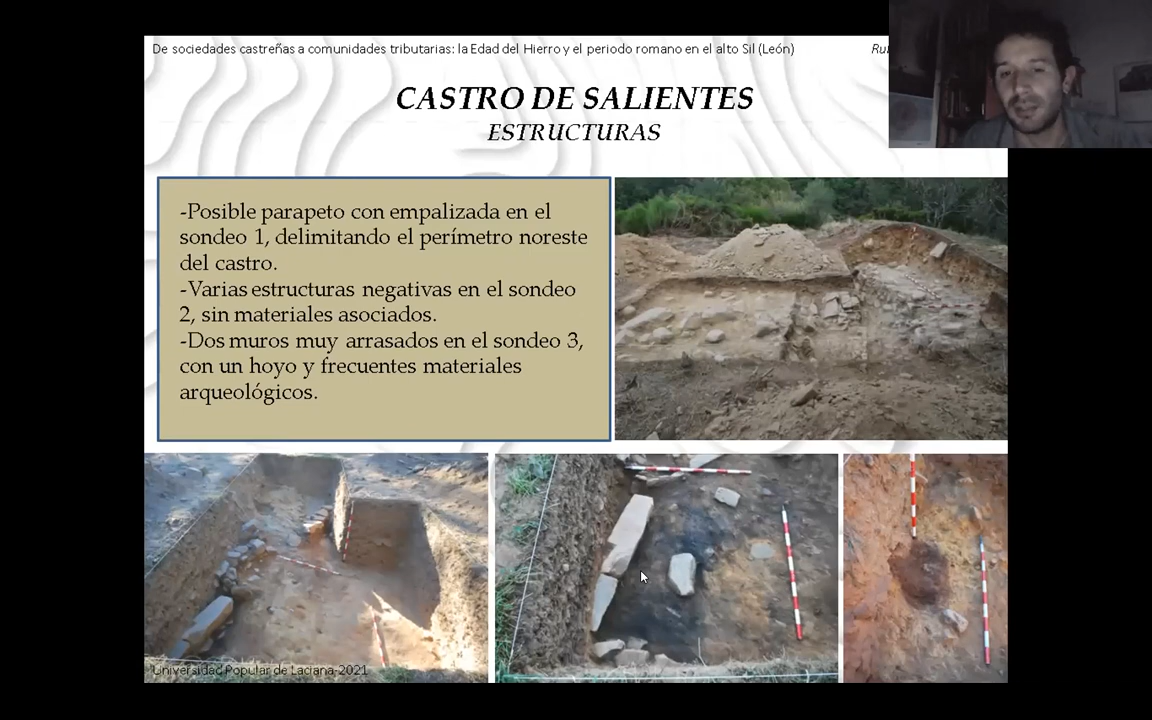 De sociedades castreñas a comunidades tributarias: la Edad del Hierro y el periodo romano en el alto Sil (León)
CASTRO DE SALIENTES
ESTRUCTURAS
-Posible parapeto con empalizada en el
sondeo 1, delimitando el perímetro noreste
del castro.
-Varias estructuras negativas en el sondeo
2, sin materiales asociados.
-Dos muros muy arrasados en el sondeo 3,
con un hoyo y frecuentes materiales
arqueológicos.
Universidad Popular de Laciana-2021